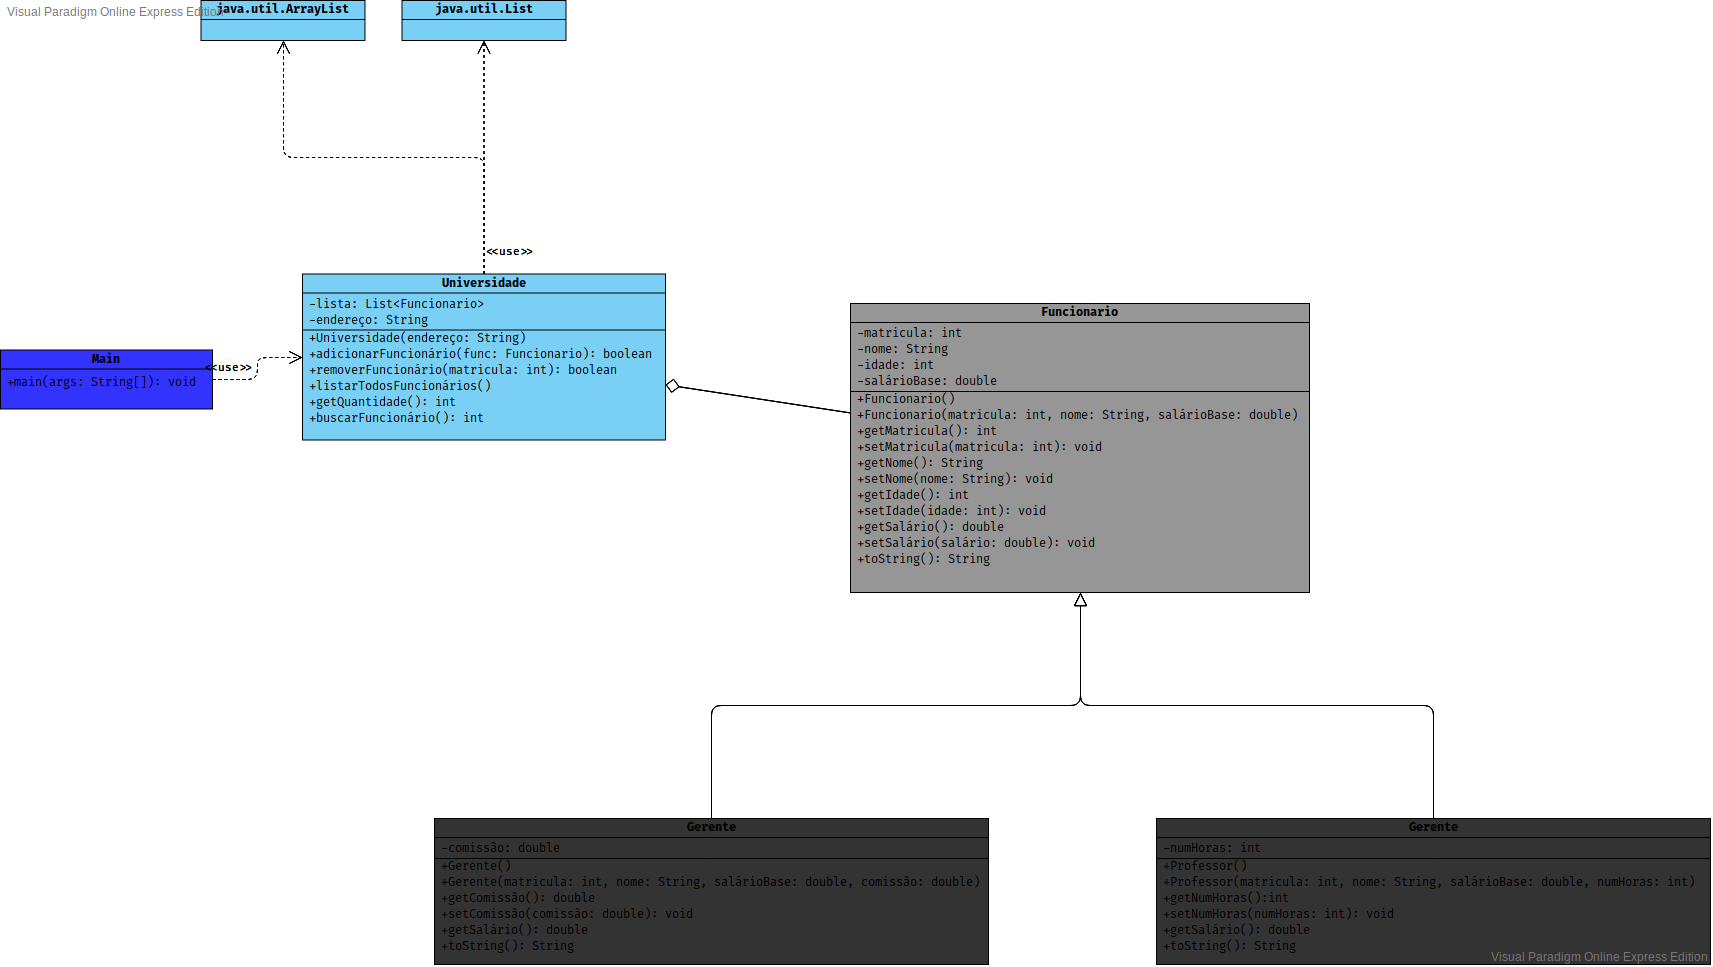 Visual Paradigm Online Express Edition
java.util.ArrayList
java.util.List
<<use>>
Universidade
-lista: List<Funcionario>
-endereço: String
+Universidade(endereço: String)
+adicionarFuncionário(func: Funcionario): boolean
+removerFuncionário(matricula: int): boolean
+listarTodosFuncionários()
+getQuantidade(): int
+buscarFuncionário(): int
Main
+main(args: String[]): void
<<use>>
Funcionario
-matricula: int
-nome: String
-idade: int
-salárioBase: double
+Funcionario()
+Funcionario(matricula: int, nome: String, salárioBase: double)
+getMatricula(): int
+setMatricula(matricula: int): void
+getNome(): String
+setNome(nome: String): void
+getIdade(): int
+setIdade(idade: int): void
+getSalário(): double
+setSalário(salário: double): void
+toString(): String
Gerente
-comissão: double
+Gerente()
+Gerente(matricula: int, nome: String, salárioBase: double, comissão: double)
+getComissão(): double
+setComissão(comissão: double): void
+getSalário(): double
+toString(): String
Gerente
-numHoras: int
+Professor()
+Professor(matricula: int, nome: String, salárioBase: double, numHoras: int)
+getNumHoras():int
+setNumHoras(numHoras: int): void
+getSalário(): double
+toString(): String
Visual Paradigm Online Express Edition